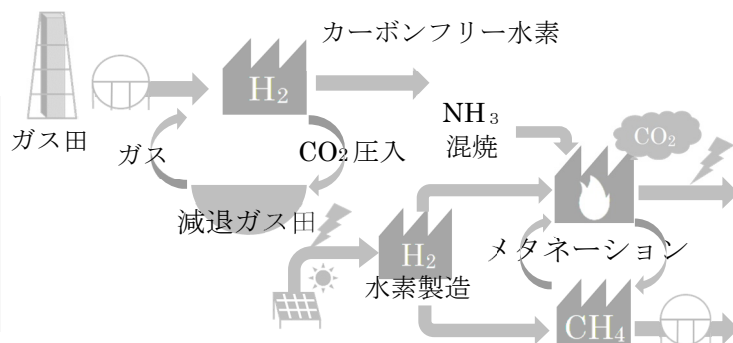 カーボンフリー水素
H₂
ガス田
ガス
CO₂圧入
減退ガス田
NH₃
混焼
CO₂
H₂
水素製造
メタネーション
CH₄